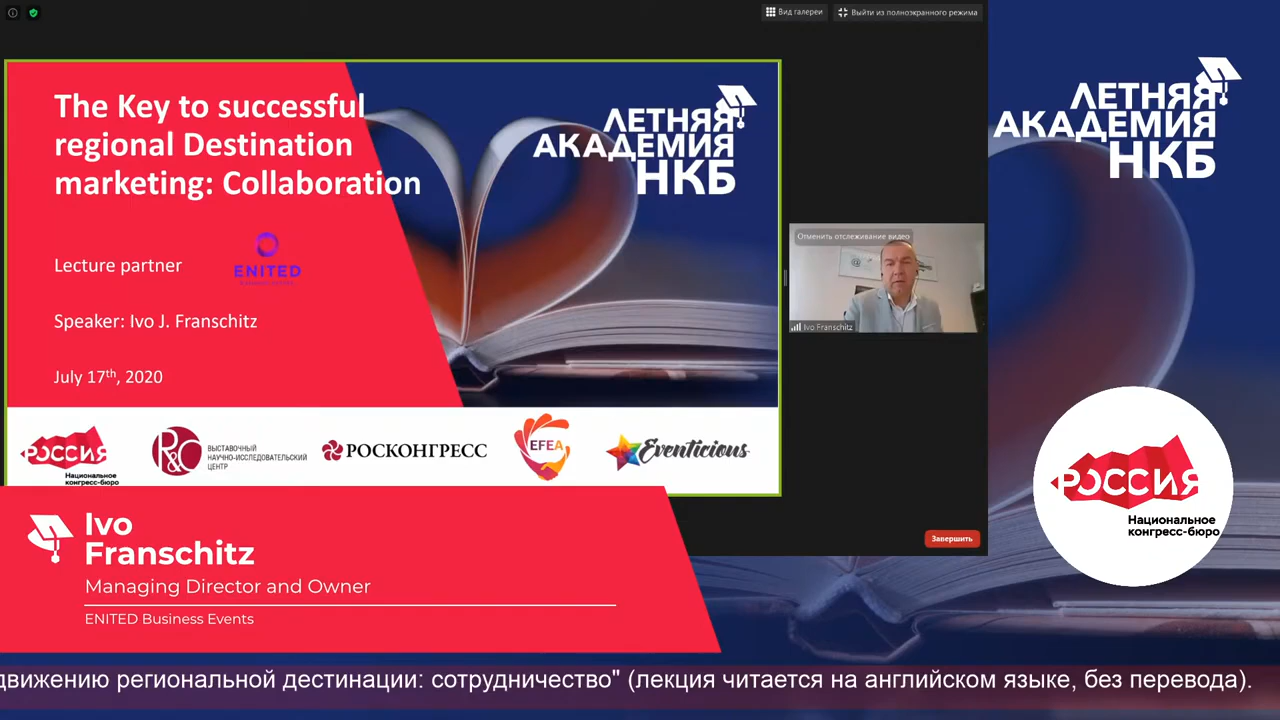 Вид галереи
Выйти из полноэкранного режима
The Key to successful
regional Destination
marketing: Collaboration
ЛЕТНЯЯ
АКАДЕМИЯ
НКБ
Lecture partner
ENITED
Speaker: Ivo J. Franschitz
July 17th, 2020
РОССИЯ
Национальное
конгресс-бюро
R&C
ВЫСТАВОЧНЫЙ
НАУЧНО-ИССЛЕДОВАТЕЛЬСКИЙ
ЦЕНТР
РОСКОНГРЕСС
EFEA
Eventicious
Отменить отслеживание видео
Ivo Franschitz
ЛЕТНЯЯ
АКАДЕМИЯ
НКБ
РОССИЯ
Национальное
конгресс-бюро
Завершить
Ivo
Franschitz
Managing Director and Owner
ENITED Business Events
движению региональной дестинации: сотрудничество" (лекция читается на английском языке, без перевода).